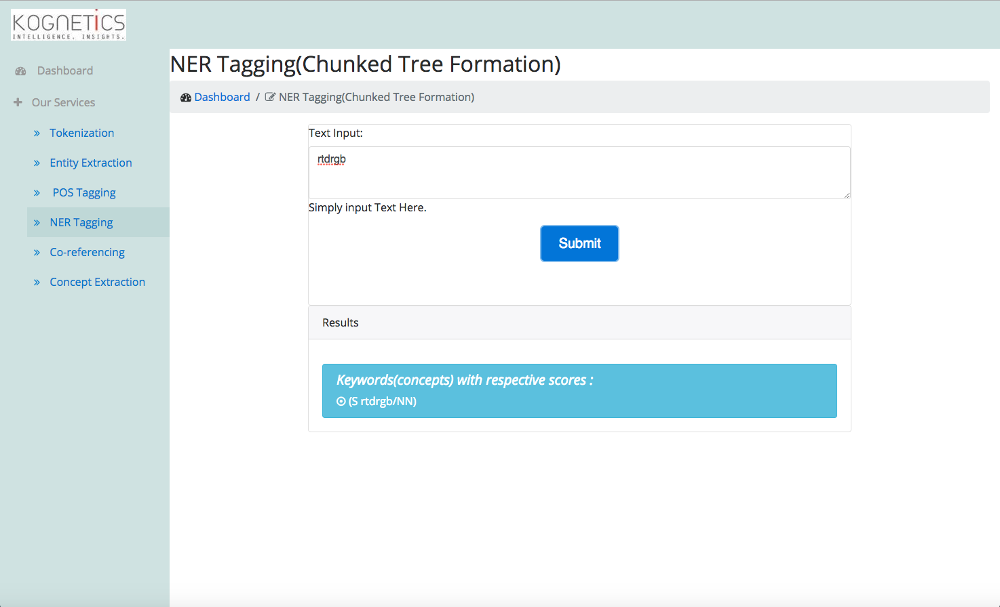 KOGNETICS
INTELLIGENCE. INSIGHTS.
Dashboard
Our Services
Tokenization
Entity Extraction
POS Tagging
NER Tagging
Co-referencing
Concept Extraction
NER Tagging(Chunked Tree Formation)
Dashboard / NER Tagging(Chunked Tree Formation)
Text Input:
rtdrgb
Simply input Text Here.
Submit
Results
Keywords(concepts) with respective scores :
(S rtdrgb/NN)